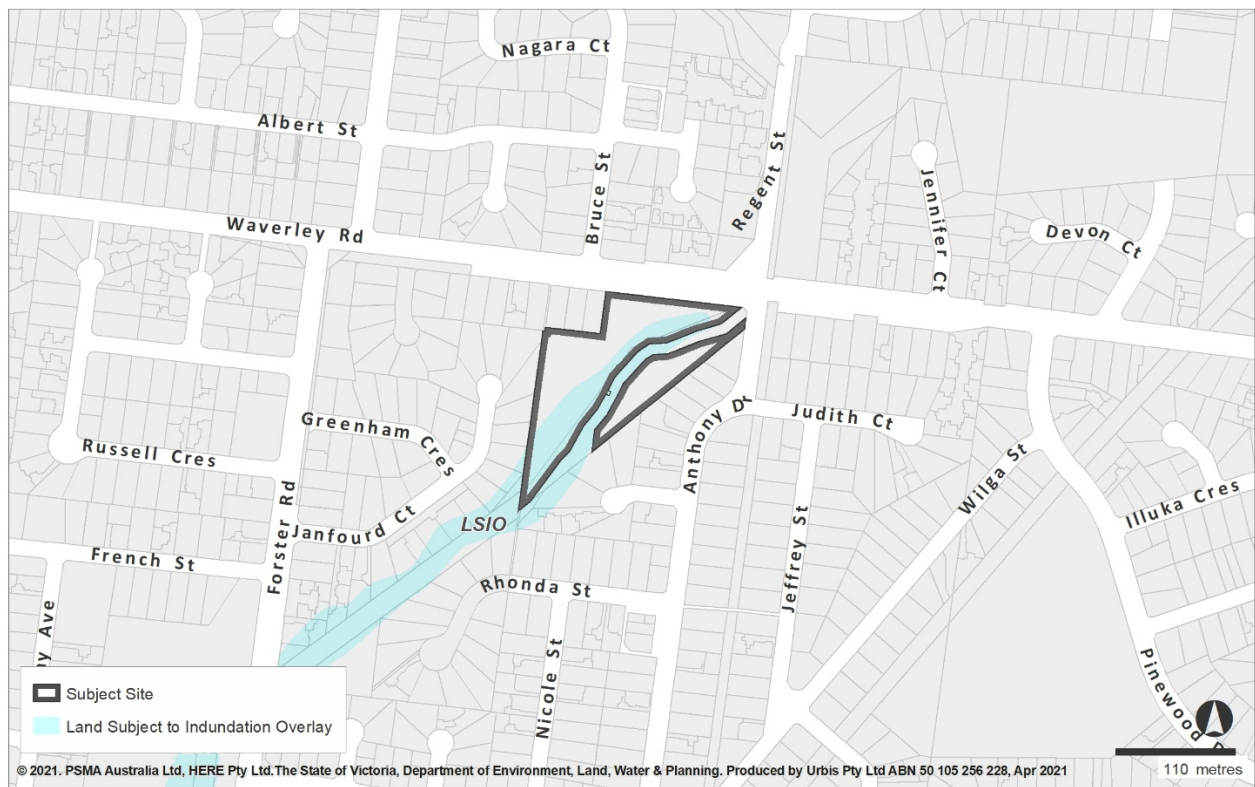 Nagara Ct
Albert St
Regent St
Bruce St
Jennifer Ct
Waverley Rd
Devon Ct
Greenham Cres
Anthony Dr
Judith Ct
Russell Cres
Wilga St
Illuka Cres
LSIO
Janfourd Ct
Forster Rd
Jeffrey St
French St
Rhonda St
Nicole St
Pinewood
Subject Site
Land Subject to Indundation Overlay
© 2021. PSMA Australia Ltd, HERE Pty Ltd.The State of Victoria, Department of Environment, Land, Water & Planning. Produced by Urbis Pty Ltd ABN 50 105 256 228, Apr 2021
110 metres